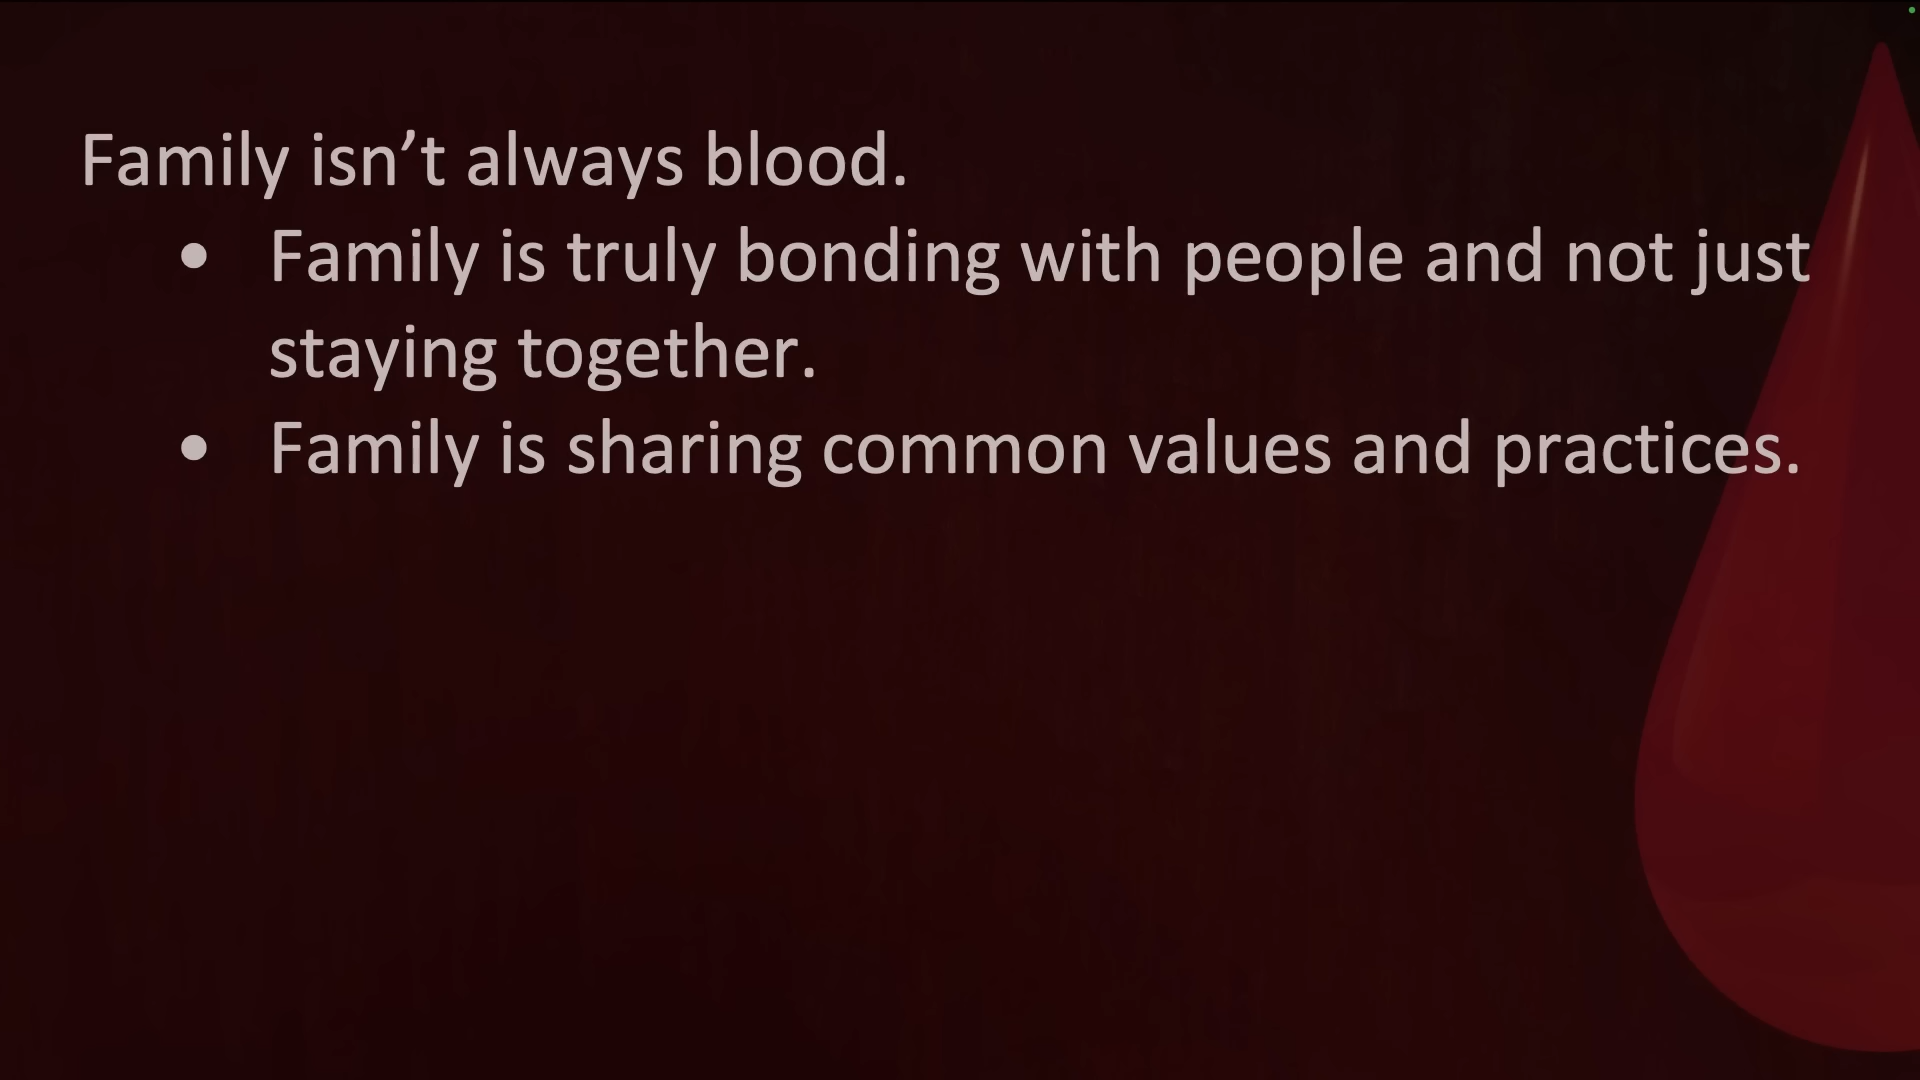 Family isn’t always blood.
• Family is truly bonding with people and not just
staying together.
• Family is sharing common values and practices.